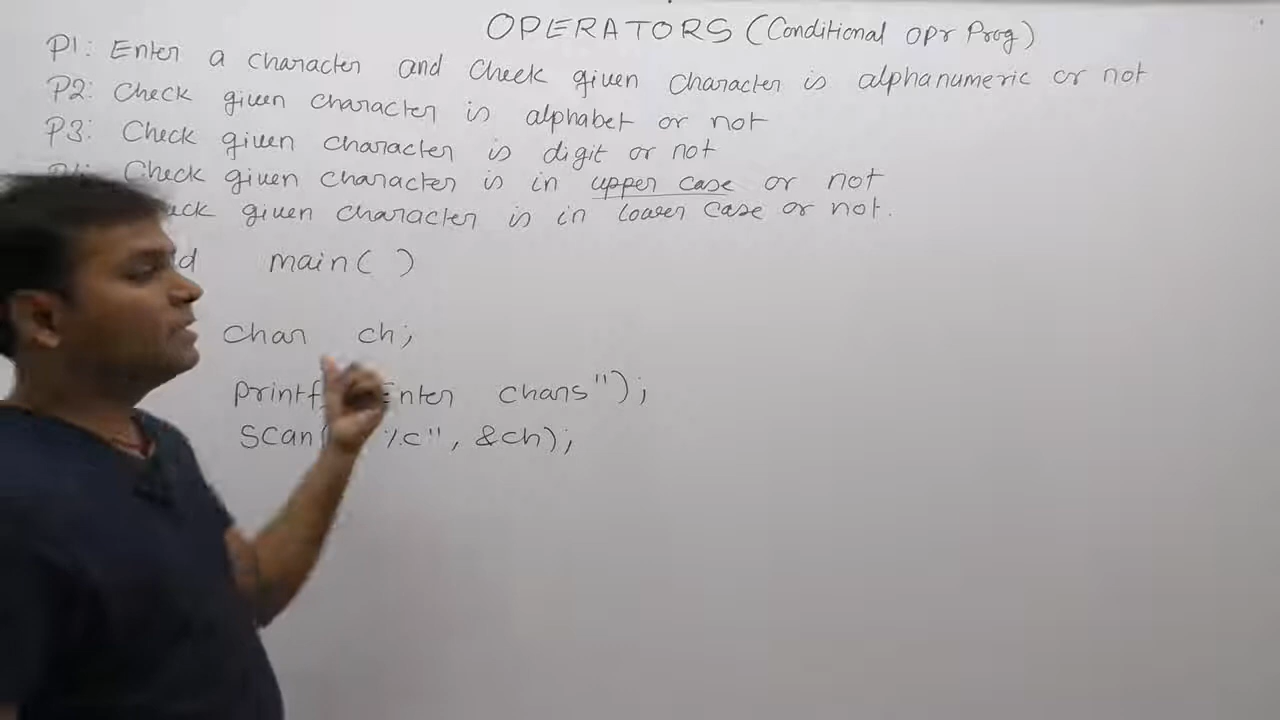 OPERATORS (Conditional opr Prog)
P1: Enter a character and check given character is alphanumeric or not
P2: Check given character is alphabet or not
P3: Check given character is digit or not
Check given character is in upper case or not
given character is in lower case or not.
main( )
char ch;
printf Enter chars");
scan %c", &ch);